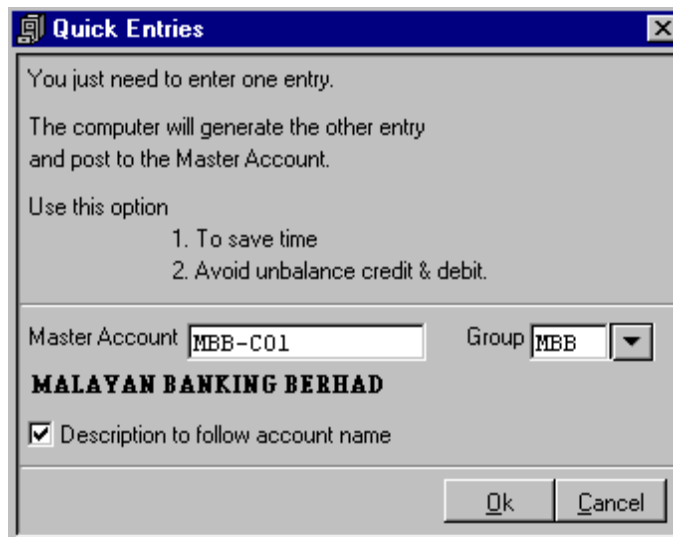 Quick Entries
You just need to enter one entry.
The computer will generate the other entry
and post to the Master Account.
Use this option
1. To save time
2. Avoid unbalance credit & debit.
Master Account MBB-C01 Group MBB
MALAYAN BANKING BERHAD
Description to follow account name
Ok Cancel